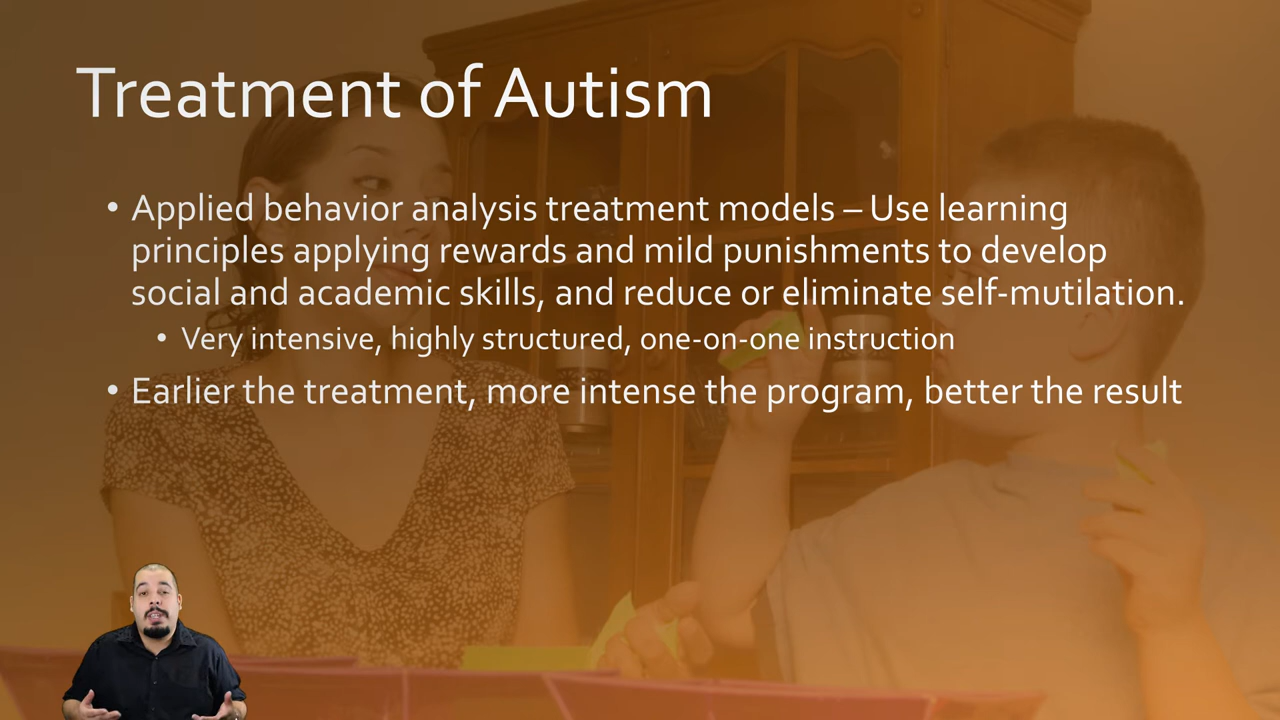 Treatment of Autism
• Applied behavior analysis treatment models – Use learning
principles applying rewards and mild punishments to develop
social and academic skills, and reduce or eliminate self-mutilation.
• Very intensive, highly structured, one-on-one instruction
• Earlier the treatment, more intense the program, better the result